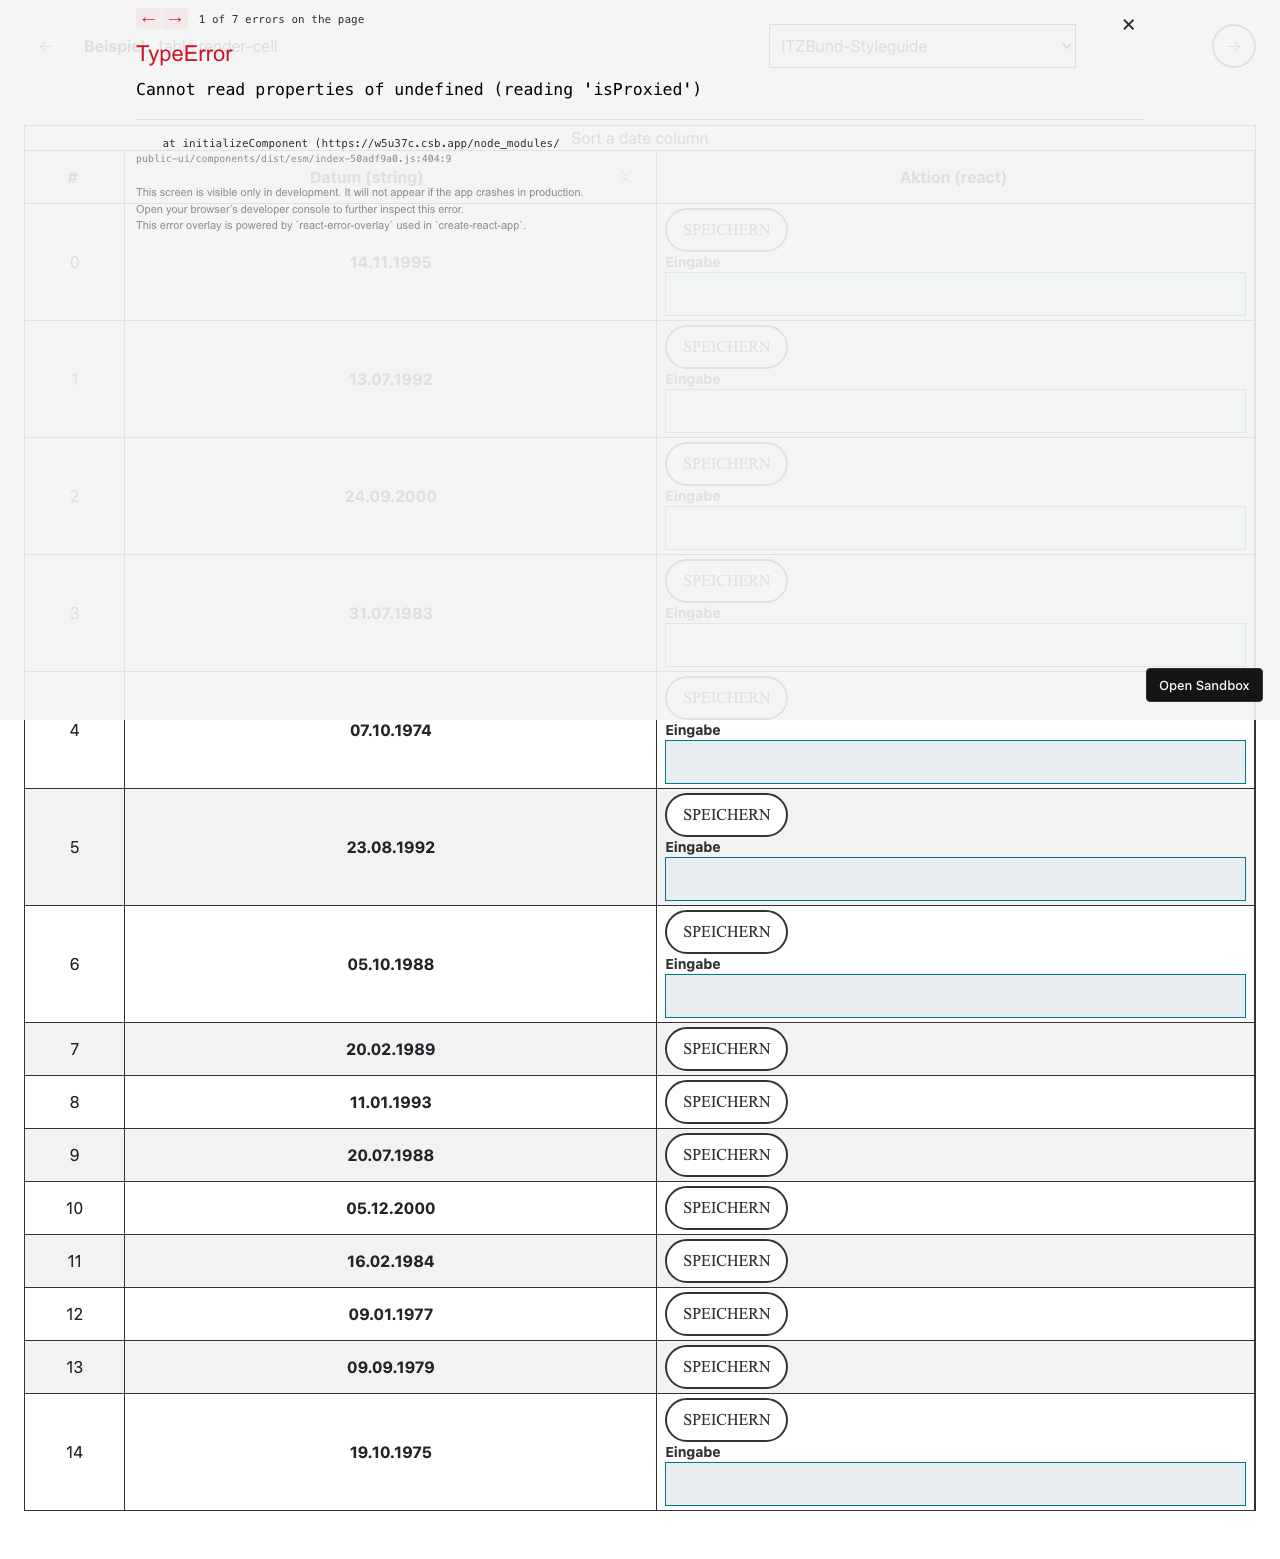 ← → 1 of 7 errors on the page
×
← Beispiel table render-cell ITZBund-Styleguide →
TypeError
Cannot read properties of undefined (reading 'isProxied')
Sort a date column
at initializeComponent (https://w5u37c.csb.app/node_modules/
public-ui/components/dist/esm/index-50adf9a0.js:404:9
# Datum (string) Aktion (react)
This screen is visible only in development. It will not appear if the app crashes in production.
Open your browser's developer console to further inspect this error.
This error overlay is powered by `react-error-overlay` used in `create-react-app`.
SPEICHERN
0 14.11.1995 Eingabe
SPEICHERN
1 13.07.1992 Eingabe
SPEICHERN
2 24.09.2000 Eingabe
SPEICHERN
3 31.07.1983 Eingabe
Open Sandbox
SPEICHERN
4 07.10.1974 Eingabe
SPEICHERN
5 23.08.1992 Eingabe
SPEICHERN
6 05.10.1988 Eingabe
7 20.02.1989 SPEICHERN
8 11.01.1993 SPEICHERN
9 20.07.1988 SPEICHERN
10 05.12.2000 SPEICHERN
11 16.02.1984 SPEICHERN
12 09.01.1977 SPEICHERN
13 09.09.1979 SPEICHERN
SPEICHERN
14 19.10.1975 Eingabe